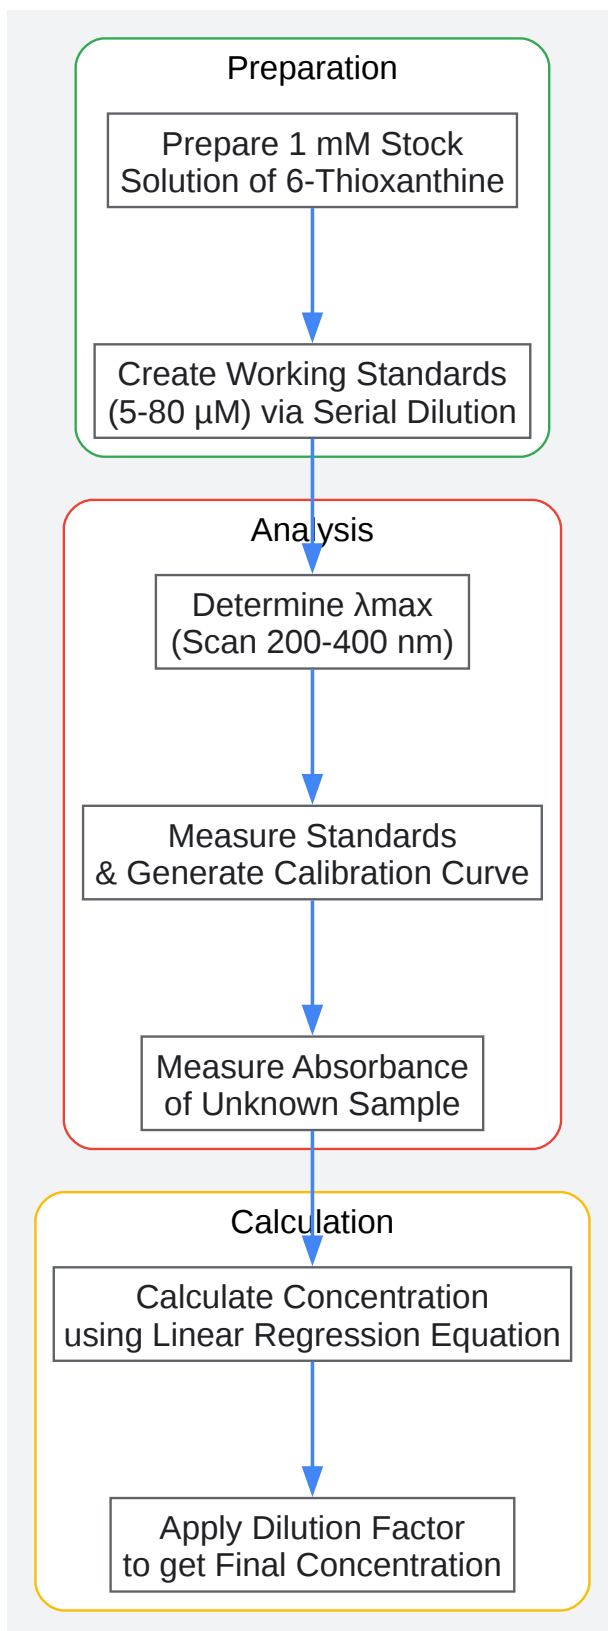 Preparation
Prepare 1 mM Stock
Solution of 6-Thioxanthine
Create Working Standards
(5-80 µM) via Serial Dilution
Analysis
Determine λmax
(Scan 200-400 nm)
Measure Standards
& Generate Calibration Curve
Measure Absorbance
of Unknown Sample
Calculation
Calculate Concentration
using Linear Regression Equation
Apply Dilution Factor
to get Final Concentration